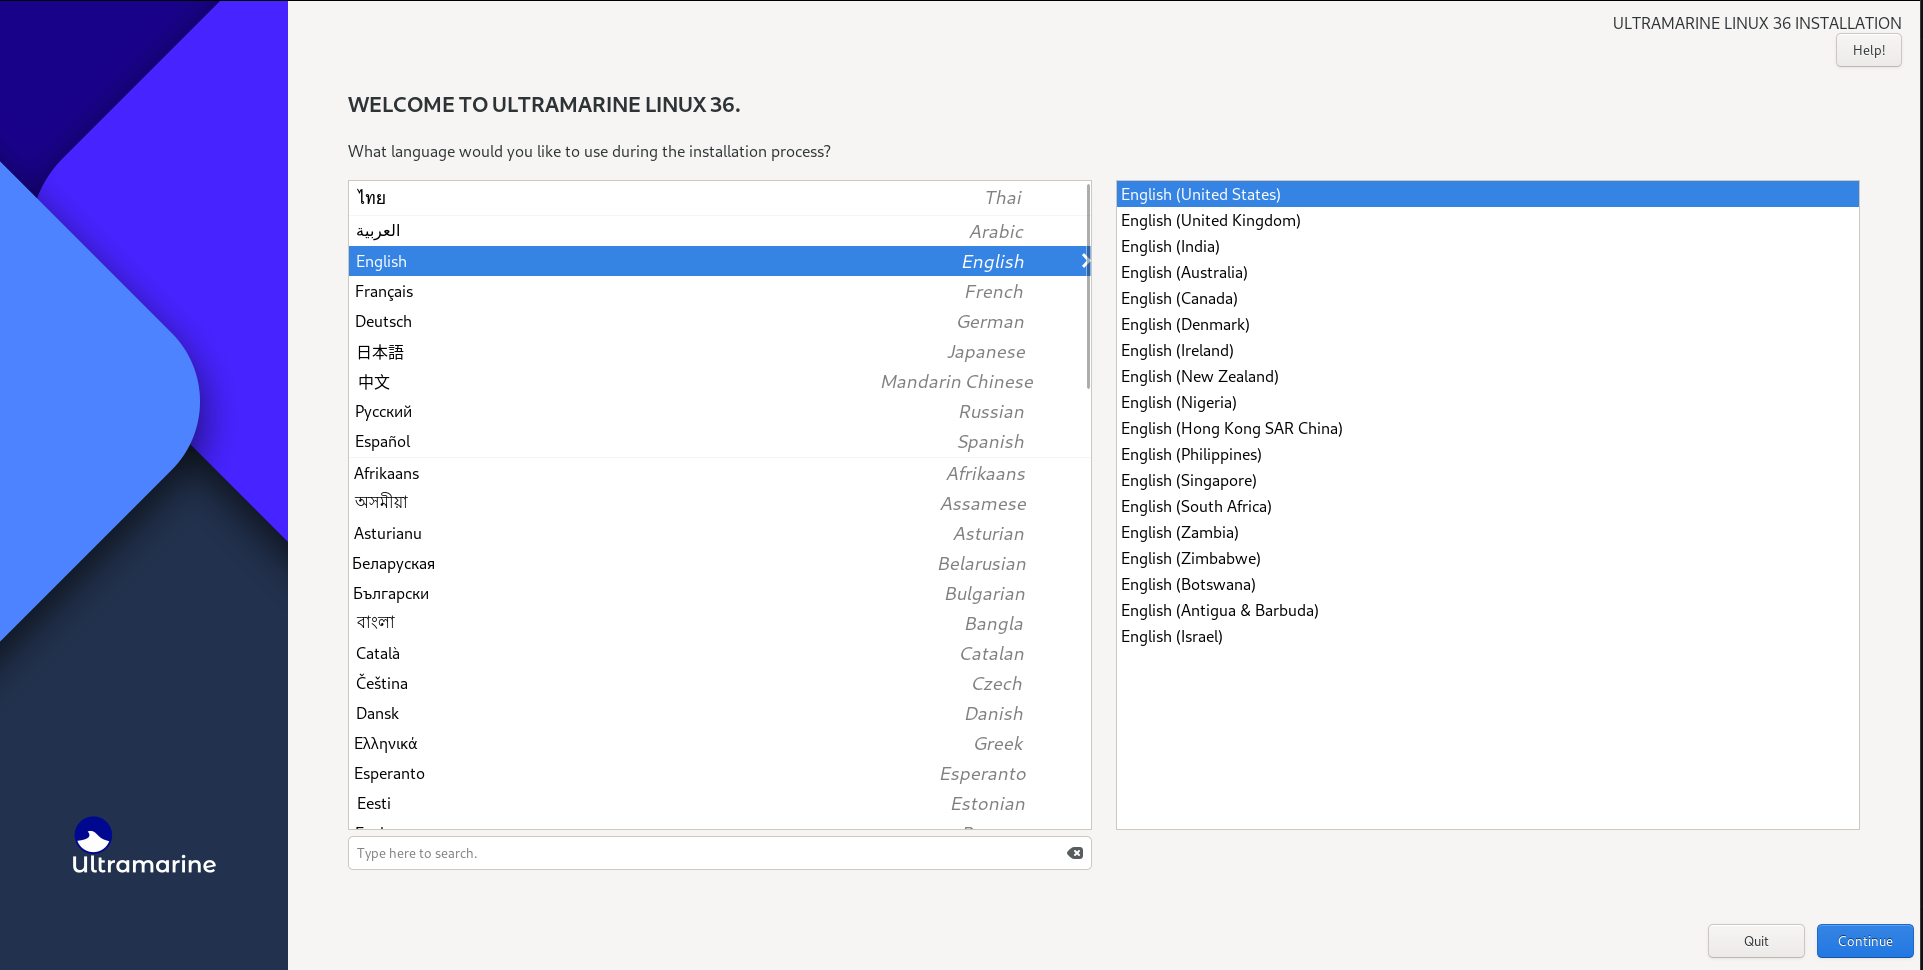 ULTRAMARINE LINUX 36 INSTALLATION
Help!
WELCOME TO ULTRAMARINE LINUX 36.
What language would you like to use during the installation process?
ไทย Thai
العربية Arabic
English English
Français French
Deutsch German
日本語 Japanese
中文 Mandarin Chinese
Русский Russian
Español Spanish
Afrikaans Afrikaans
অসমীয়া Assamese
Asturianu Asturian
Беларуская Belarusian
Български Bulgarian
বাংলা Bangla
Català Catalan
Čeština Czech
Dansk Danish
Ελληνικά Greek
Esperanto Esperanto
Eesti Estonian
Type here to search.
English (United States)
English (United Kingdom)
English (India)
English (Australia)
English (Canada)
English (Denmark)
English (Ireland)
English (New Zealand)
English (Nigeria)
English (Hong Kong SAR China)
English (Philippines)
English (Singapore)
English (South Africa)
English (Zambia)
English (Zimbabwe)
English (Botswana)
English (Antigua & Barbuda)
English (Israel)
Ultramarine
Quit
Continue